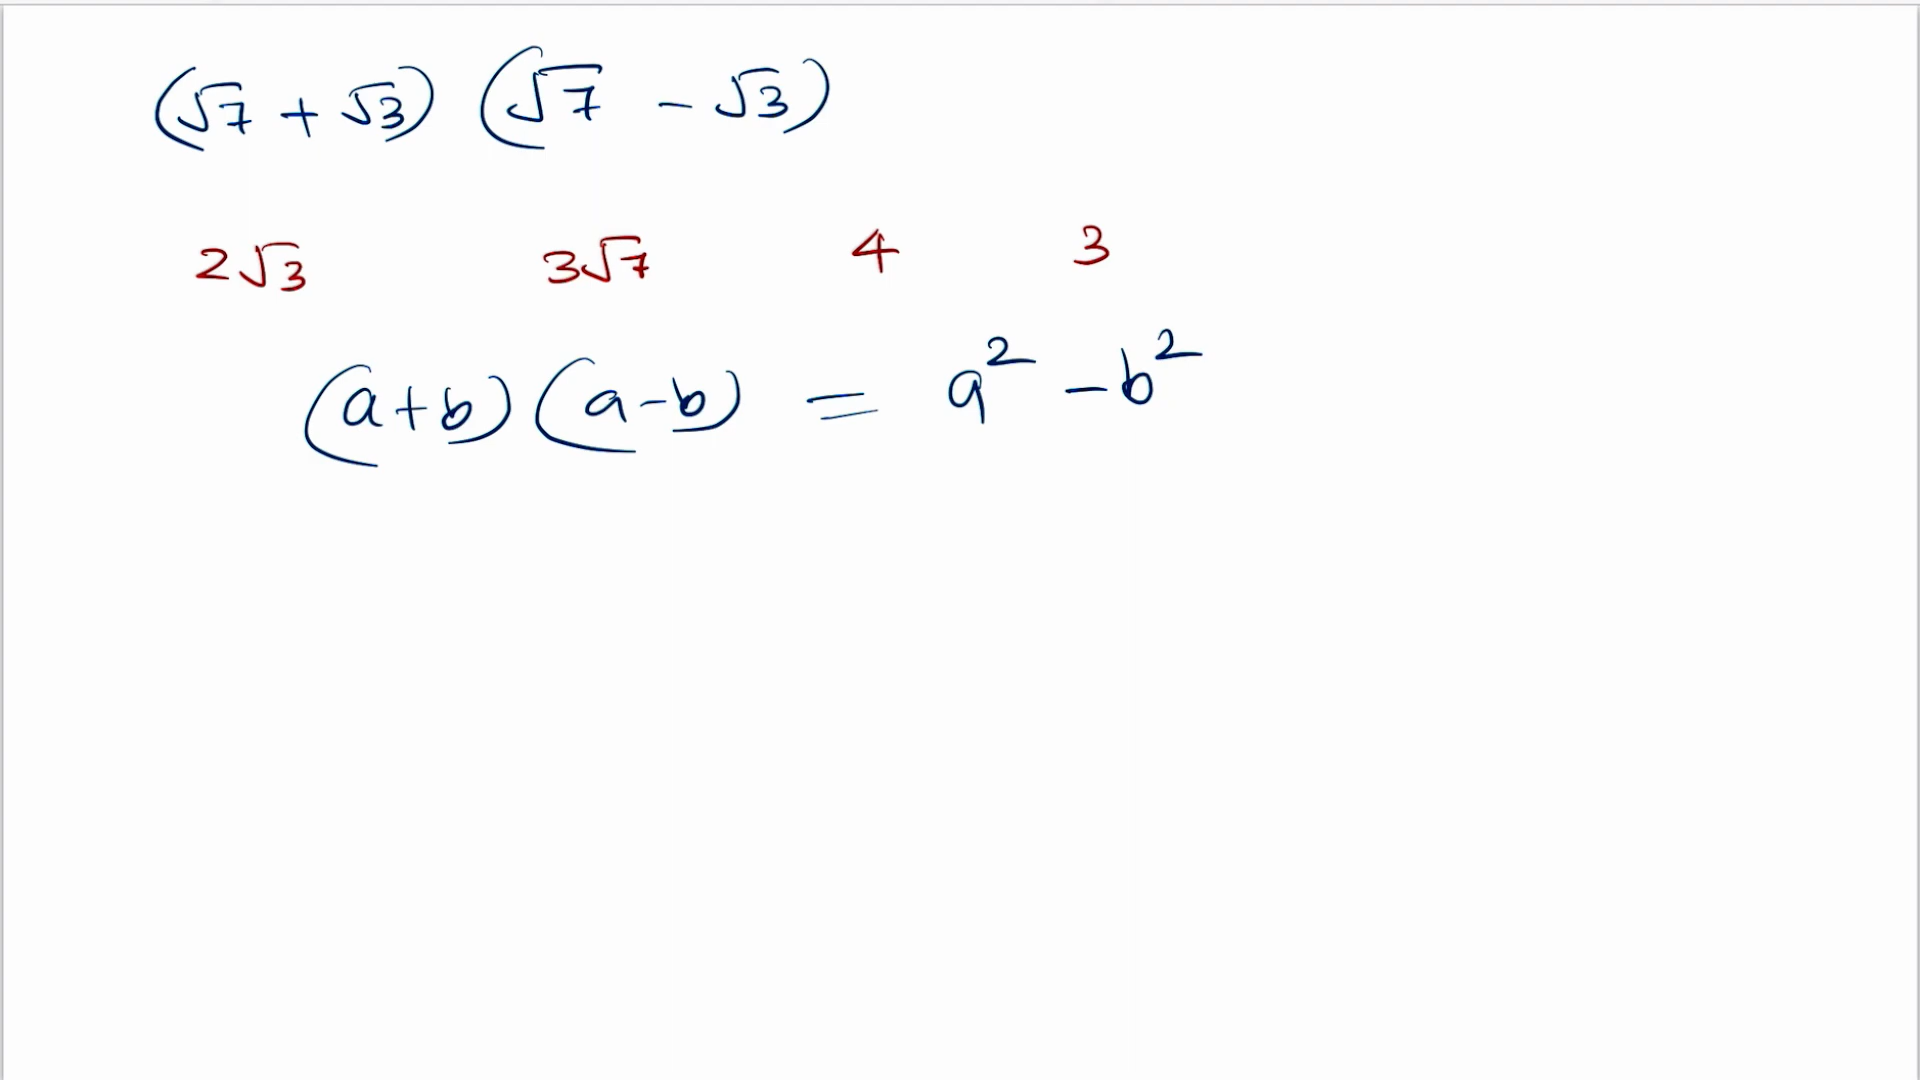 (√7 + √3) (√7 - √3)
2√3 3√7 4 3
(a+b) (a-b) = a² - b²